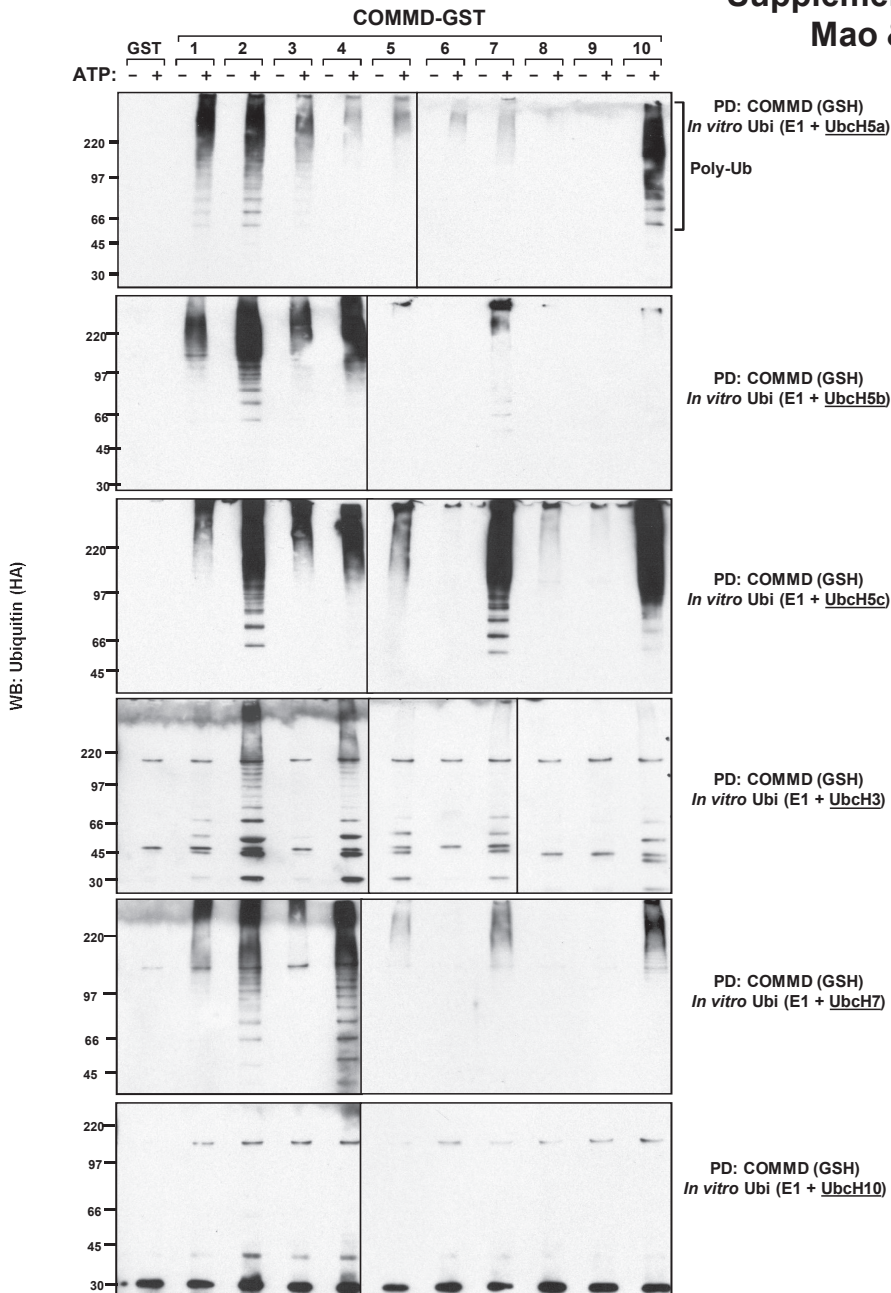 Supplemen
Mao &
COMMD-GST
GST 1 2 3 4 5 6 7 8 9 10
ATP: – + – + – + – + – + – + – + – + – + – + – +
220
97
66
45
30
PD: COMMD (GSH)
In vitro Ubi (E1 + UbcH5a)
Poly-Ub
220
97
66
45
30
PD: COMMD (GSH)
In vitro Ubi (E1 + UbcH5b)
220
97
66
45
PD: COMMD (GSH)
In vitro Ubi (E1 + UbcH5c)
WB: Ubiquitin (HA)
220
97
66
45
30
PD: COMMD (GSH)
In vitro Ubi (E1 + UbcH3)
220
97
66
45
PD: COMMD (GSH)
In vitro Ubi (E1 + UbcH7)
220
97
66
45
30
PD: COMMD (GSH)
In vitro Ubi (E1 + UbcH10)